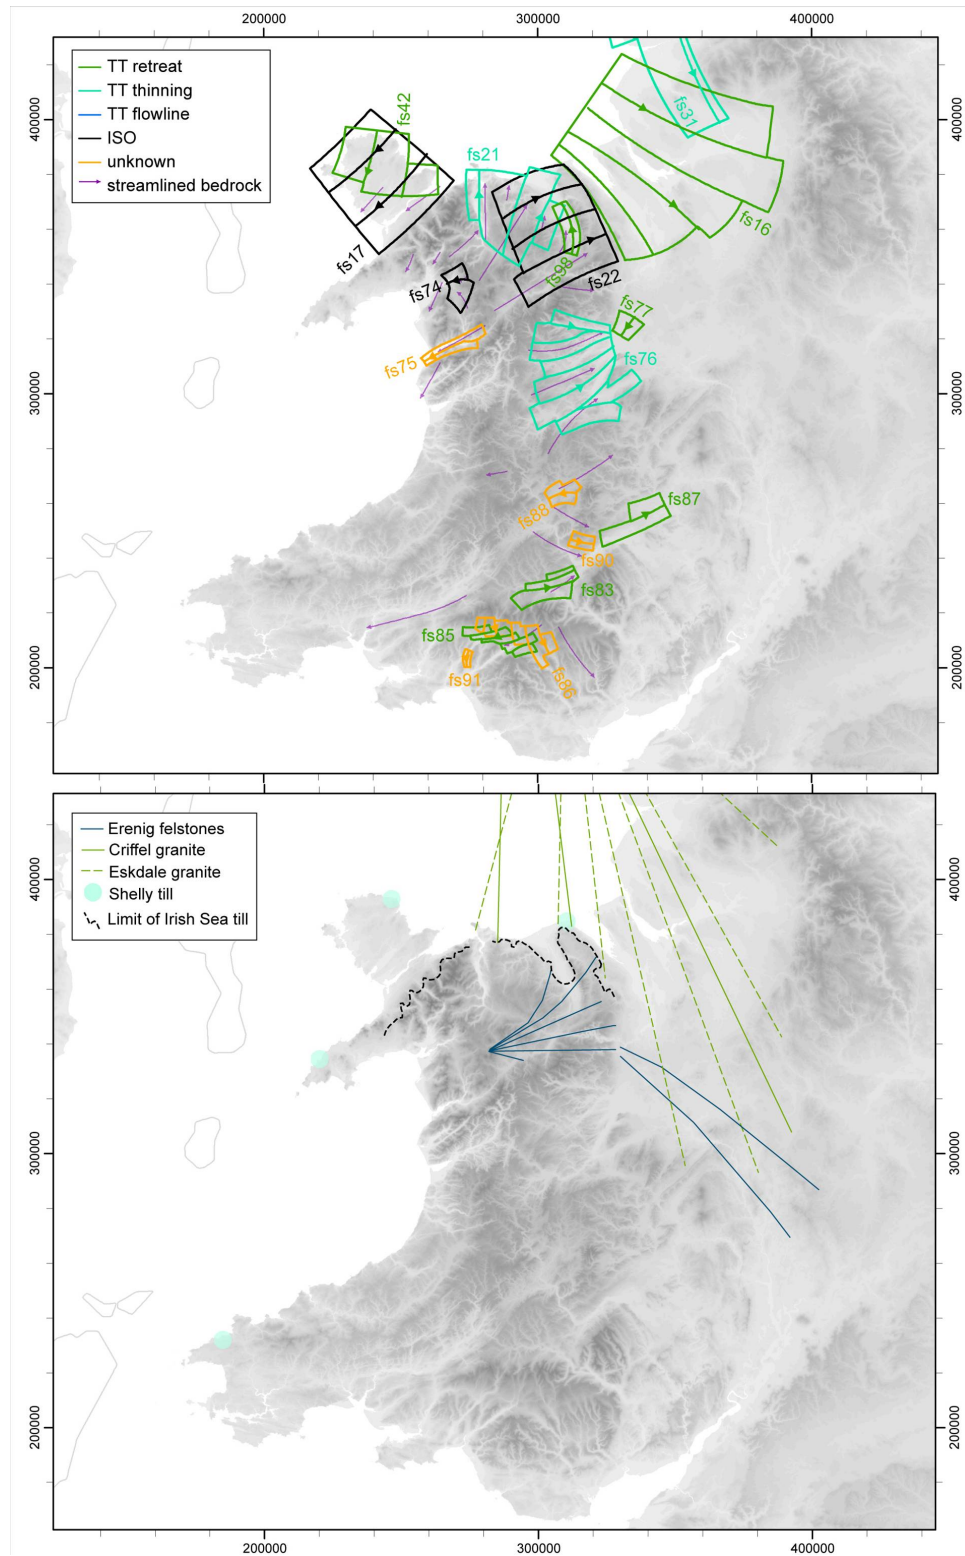 200000 300000 400000
TT retreat
TT thinning
TT flowline
ISO
unknown
streamlined bedrock
400000
300000
200000
fs42
fs21
fs31
fs16
fs17
fs74
fs98
fs22
fs77
fs75
fs76
fs88
fs87
fs90
fs83
fs85
fs86
fs91
400000
300000
200000
200000 300000 400000
Erenig felstones
Criffel granite
Eskdale granite
Shelly till
Limit of Irish Sea till
400000
300000
200000
400000
300000
200000
200000 300000 400000